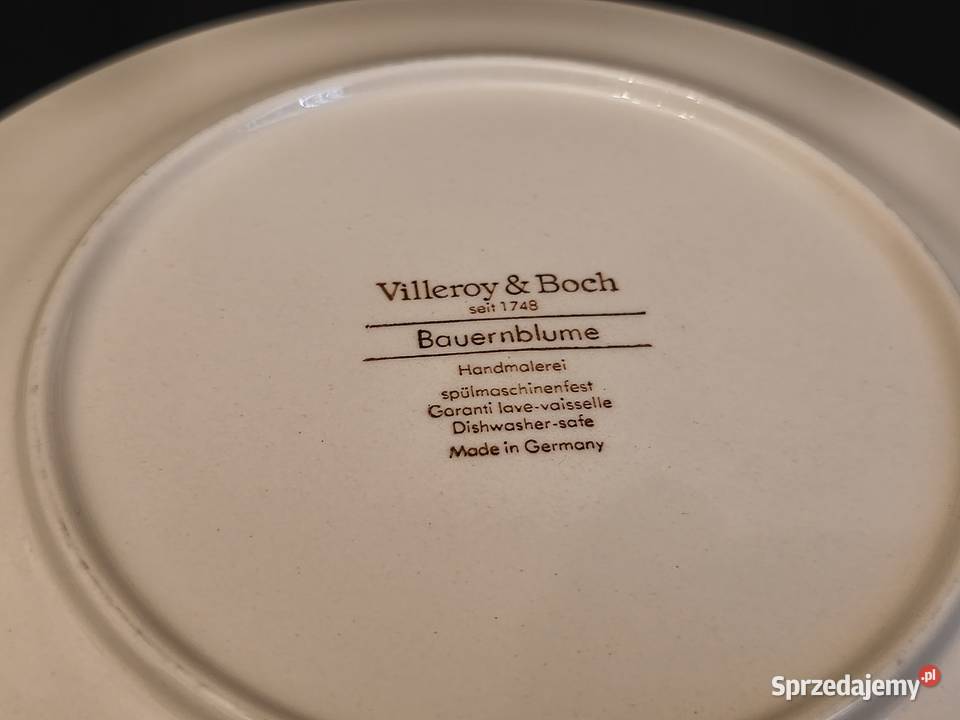 Villeroy & Boch
seit 1748
Bauernblume
Handmalerei
spülmaschinenfest
Garanti lave-vaisselle
Dishwasher-safe
Made in Germany
Sprzedajemy.pl